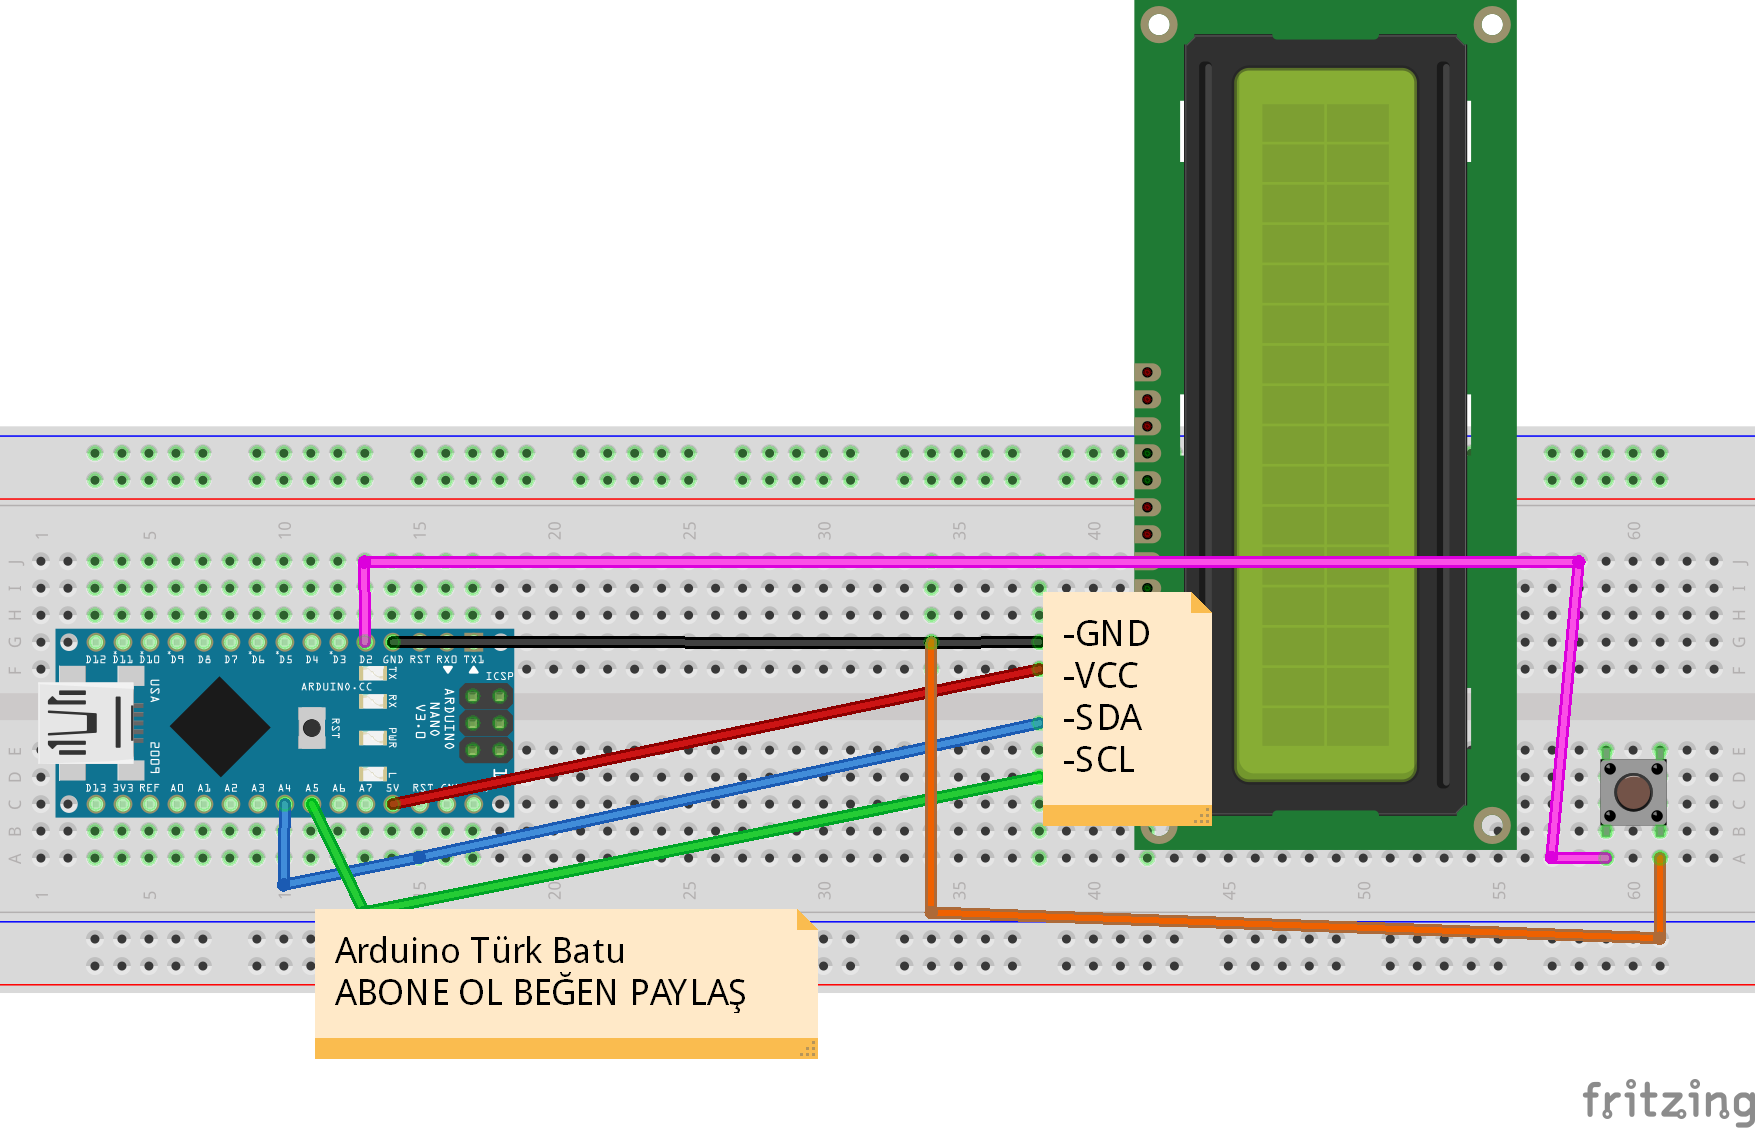 1 5 10 15 20 25 30 35 40 60
J J
I I
H H
G G
F F
D12 D11 D10 D9 D8 D7 D6 D5 D4 D3 D2 GND RST RX0 TX1
ICSP
TX
RX
ARDUINO.CC
USA
RST
ARDUINO
NANO
V3.0
PWR
2009
L
1
D13 3V3 REF A0 A1 A2 A3 A4 A5 A6 A7 5V RST
-GND
-VCC
-SDA
-SCL
E E
D D
C C
B B
A A
1 5 15 20 25 30 35 40 45 50 55 60
Arduino Türk Batu
ABONE OL BEĞEN PAYLAŞ
fritzing